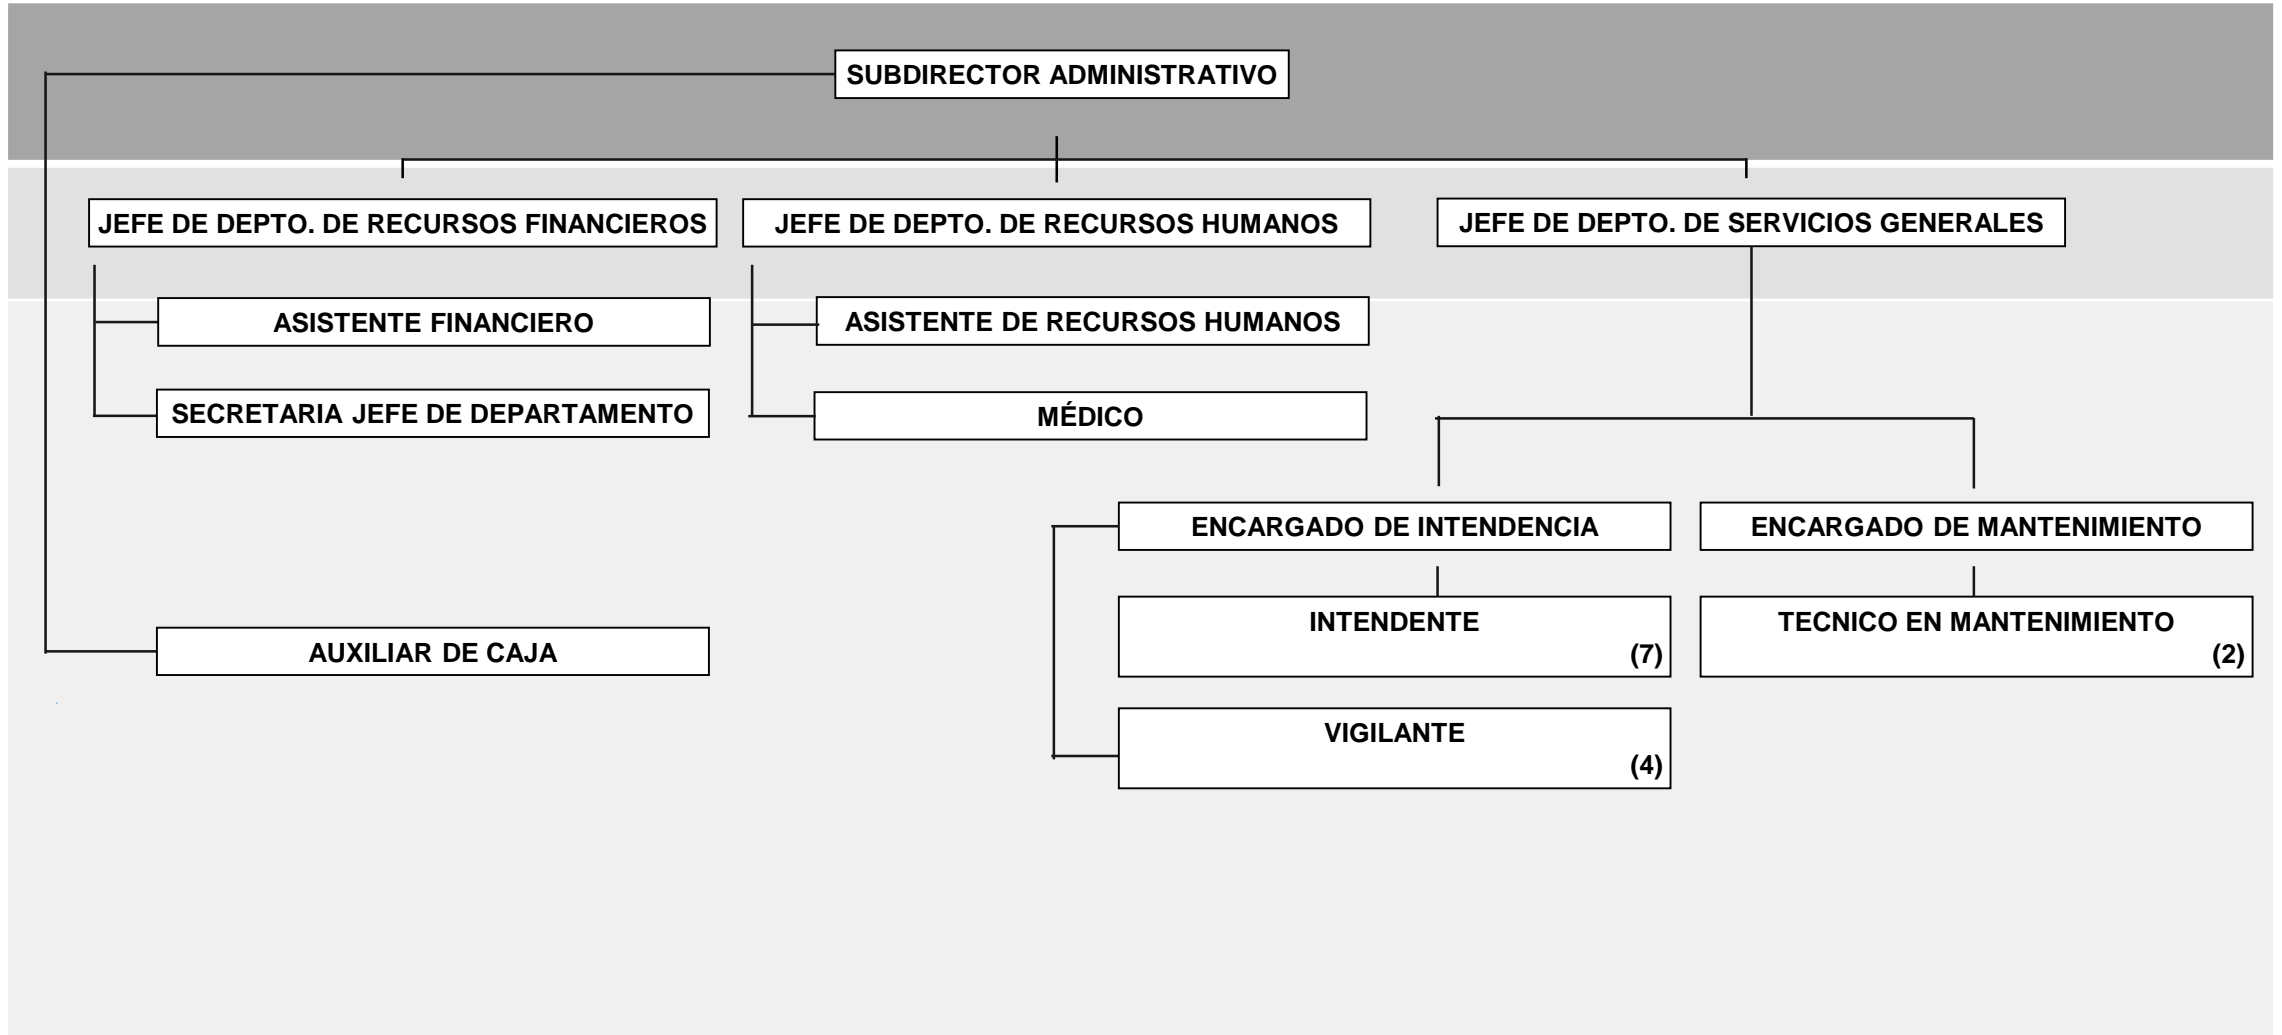 SUBDIRECTOR ADMINISTRATIVO
JEFE DE DEPTO. DE RECURSOS FINANCIEROS
JEFE DE DEPTO. DE RECURSOS HUMANOS
JEFE DE DEPTO. DE SERVICIOS GENERALES
ASISTENTE FINANCIERO
ASISTENTE DE RECURSOS HUMANOS
SECRETARIA JEFE DE DEPARTAMENTO
MÉDICO
ENCARGADO DE INTENDENCIA
ENCARGADO DE MANTENIMIENTO
INTENDENTE
(7)
TECNICO EN MANTENIMIENTO
(2)
AUXILIAR DE CAJA
VIGILANTE
(4)